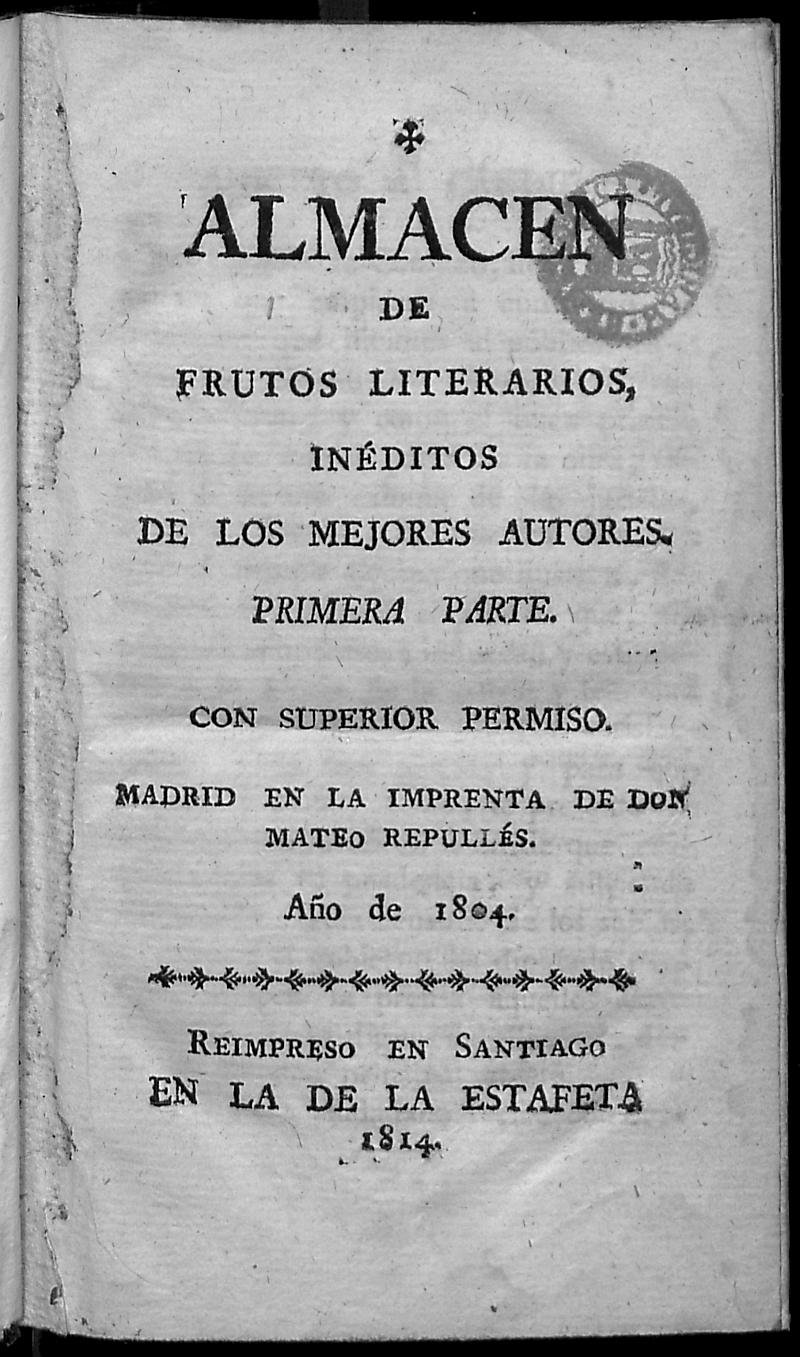 ALMACEN
DE
FRUTOS LITERARIOS,
INÉDITOS
DE LOS MEJORES AUTORES.
PRIMERA PARTE.
CON SUPERIOR PERMISO.
MADRID EN LA IMPRENTA DE DON
MATEO REPULLÉS.
Año de 1804.
REIMPRESO EN SANTIAGO
EN LA DE LA ESTAFETA
1814.